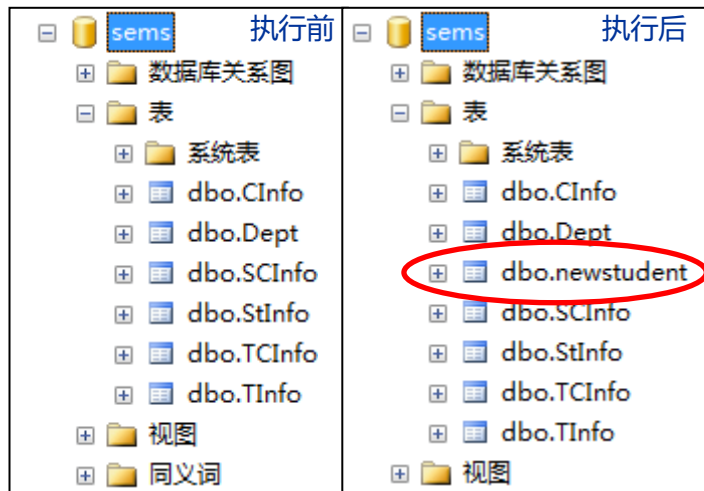 sems 执行前
数据库关系图
表
系统表
dbo.CInfo
dbo.Dept
dbo.SCInfo
dbo.StInfo
dbo.TCInfo
dbo.TInfo
视图
同义词
sems 执行后
数据库关系图
表
系统表
dbo.CInfo
dbo.Dept
dbo.newstudent
dbo.SCInfo
dbo.StInfo
dbo.TCInfo
dbo.TInfo
视图